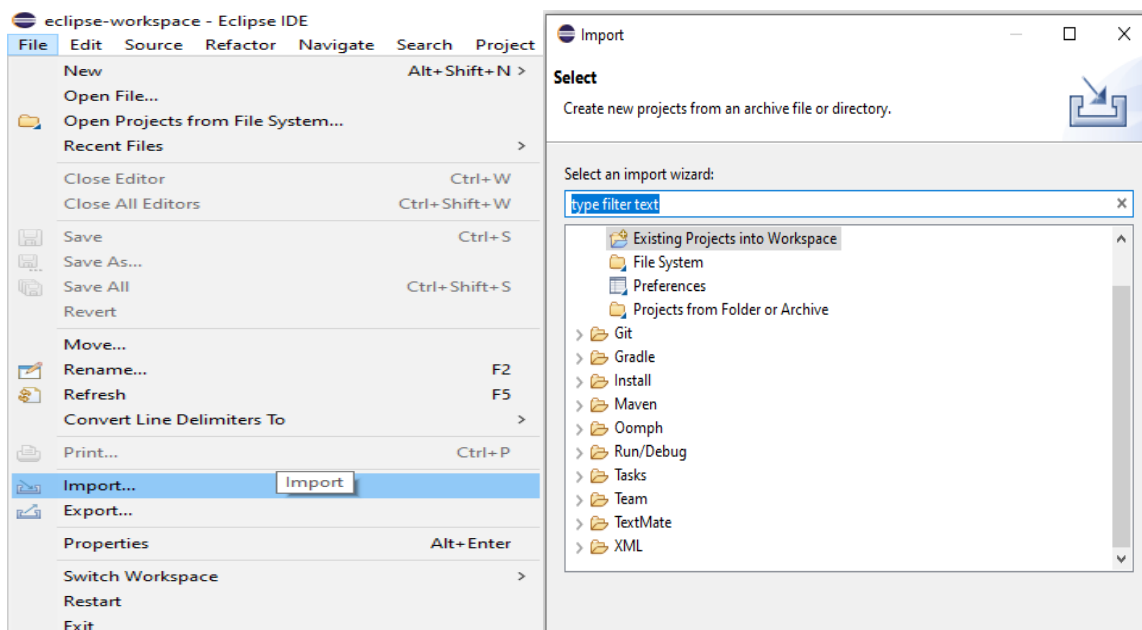 eclipse-workspace - Eclipse IDE
File Edit Source Refactor Navigate Search Project
New Alt+Shift+N >
Open File...
Open Projects from File System...
Recent Files >
Close Editor Ctrl+W
Close All Editors Ctrl+Shift+W
Save Ctrl+S
Save As...
Save All Ctrl+Shift+S
Revert
Move...
Rename... F2
Refresh F5
Convert Line Delimiters To >
Print... Ctrl+P
Import... Import
Export...
Properties Alt+Enter
Switch Workspace >
Restart
Exit
Import
Select
Create new projects from an archive file or directory.
Select an import wizard:
type filter text
Existing Projects into Workspace
File System
Preferences
Projects from Folder or Archive
Git
Gradle
Install
Maven
Oomph
Run/Debug
Tasks
Team
TextMate
XML